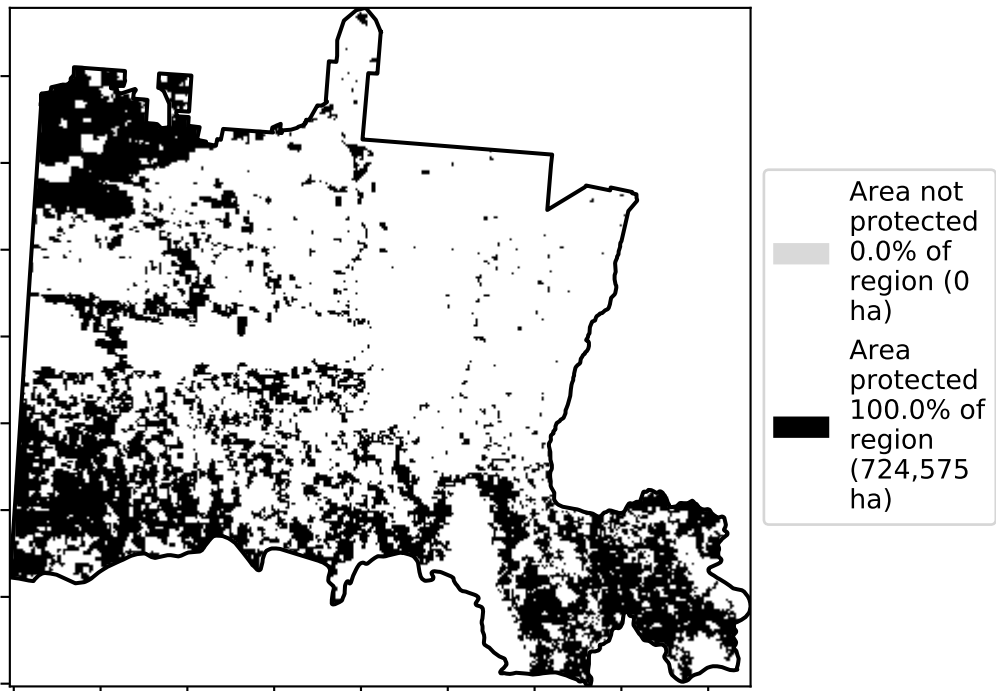 Area not
protected
0.0% of
region (0
ha)
Area
protected
100.0% of
region
(724,575
ha)